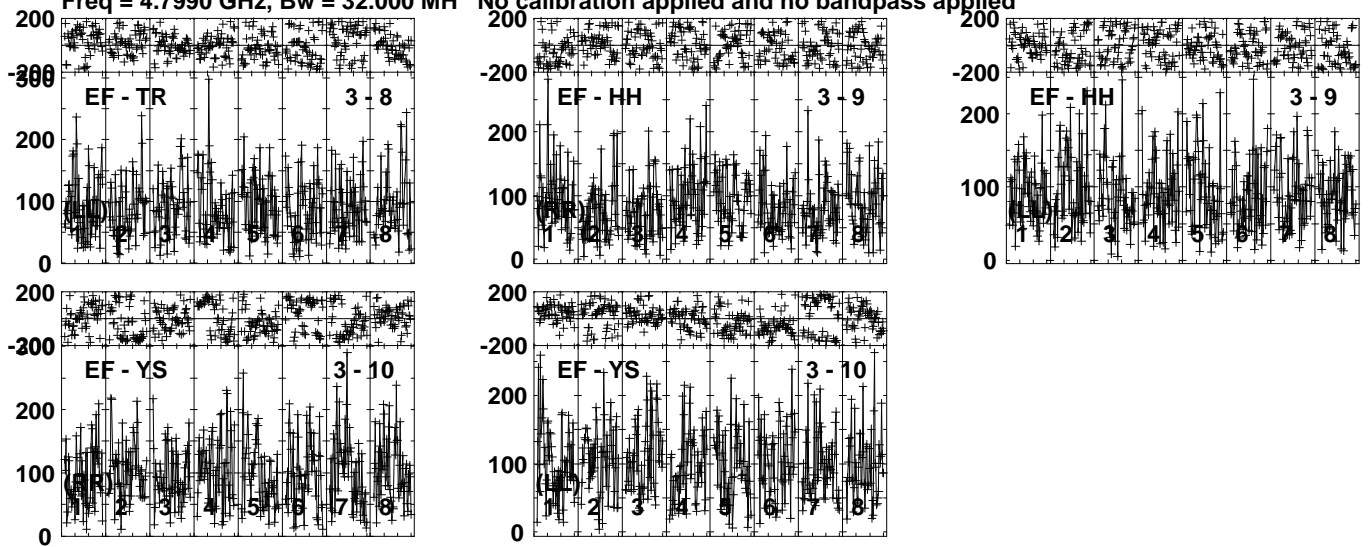 Freq = 4.7990 GHz, Bw = 32.000 MH No calibration applied and no bandpass applied
200
-200
300
EF - TR 3 - 8
200
100
(LL)
1 2 3 4 5 6 7 8
0
200
-200
EF - HH 3 - 9
200
100
(RR)
1 2 3 4 5 6 7 8
0
200
-200
EF - HH 3 - 9
200
100
(LL)
1 2 3 4 5 6 7 8
0
200
-200
300
EF - YS 3 - 10
200
100
(RR)
1 2 3 4 5 6 7 8
0
200
-200
EF - YS 3 - 10
200
100
(LL)
1 2 3 4 5 6 7 8
0